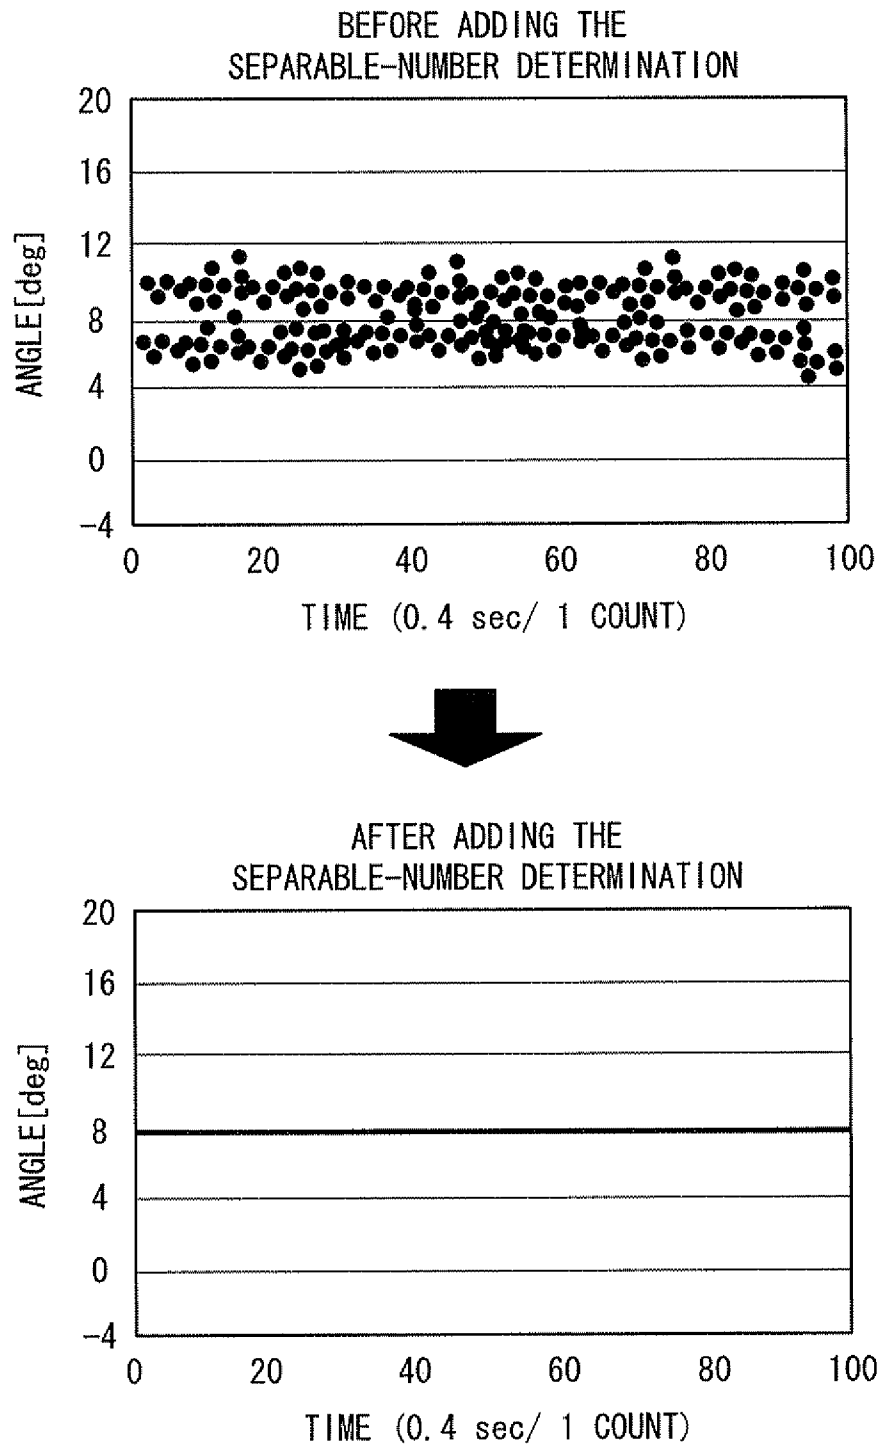 BEFORE ADDING THE
SEPARABLE-NUMBER DETERMINATION
20
16
12
8
4
0
-4
ANGLE[deg]
0 20 40 60 80 100
TIME (0.4 sec/ 1 COUNT)
AFTER ADDING THE
SEPARABLE-NUMBER DETERMINATION
20
16
12
8
4
0
-4
ANGLE[deg]
0 20 40 60 80 100
TIME (0.4 sec/ 1 COUNT)